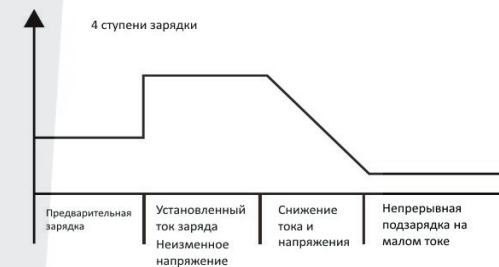 4 ступени зарядки
Предварительная
зарядка
Установленный
ток заряда
Неизменное
напряжение
Снижение
тока и
напряжения
Непрерывная
подзарядка на
малом токе